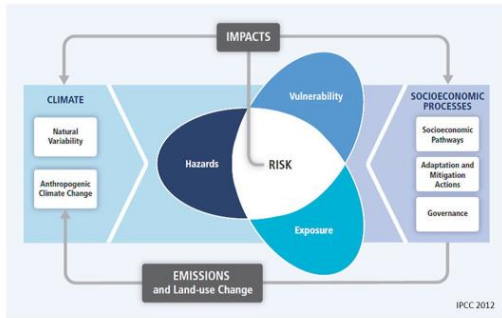 IMPACTS
CLIMATE
Natural
Variability
Anthropogenic
Climate Change
Vulnerability
Hazards
RISK
Exposure
SOCIOECONOMIC
PROCESSES
Socioeconomic
Pathways
Adaptation and
Mitigation
Actions
Governance
EMISSIONS
and Land-use Change
IPCC 2012